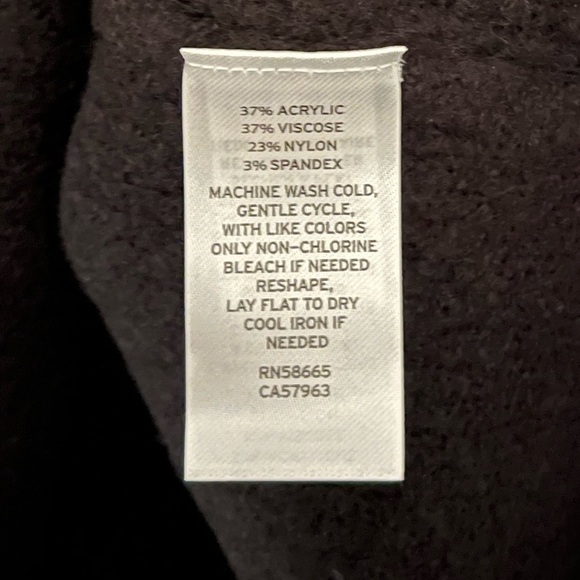 37% ACRYLIC
37% VISCOSE
23% NYLON
3% SPANDEX
MACHINE WASH COLD,
GENTLE CYCLE,
WITH LIKE COLORS
ONLY NON-CHLORINE
BLEACH IF NEEDED
RESHAPE,
LAY FLAT TO DRY
COOL IRON IF
NEEDED
RN58665
CA57963